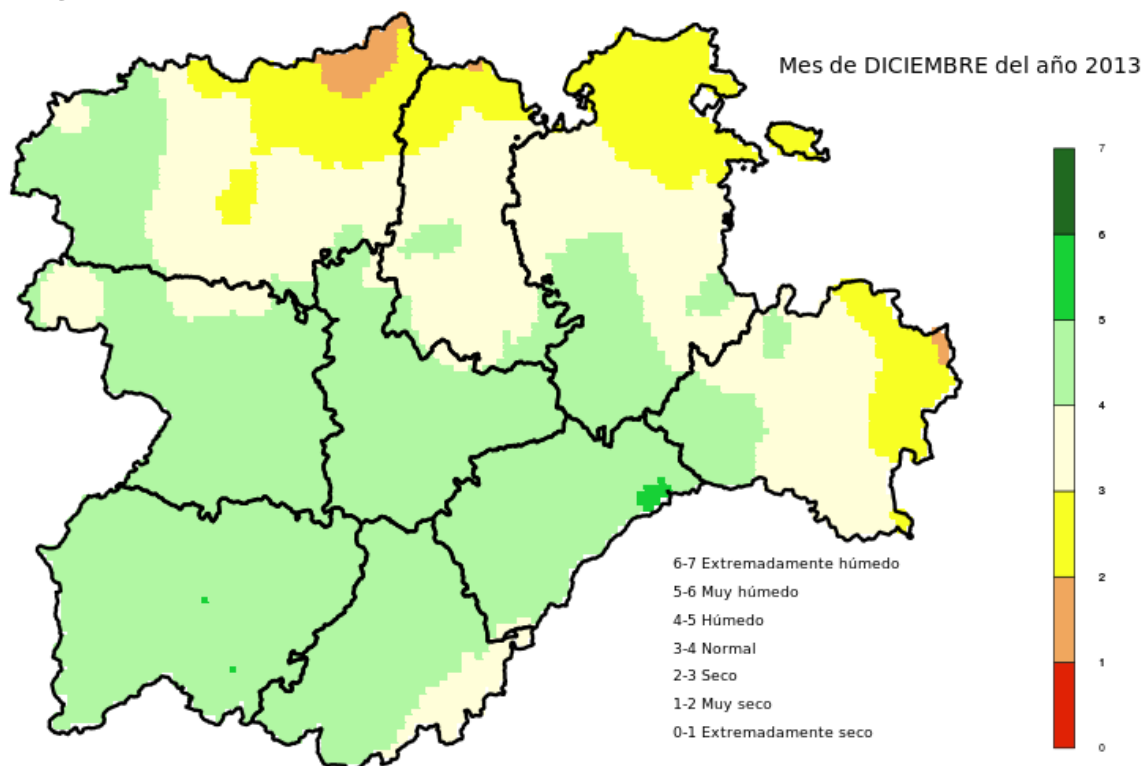 Mes de DICIEMBRE del año 2013
7
6
5
4
3
2
1
0
6-7 Extremadamente húmedo
5-6 Muy húmedo
4-5 Húmedo
3-4 Normal
2-3 Seco
1-2 Muy seco
0-1 Extremadamente seco